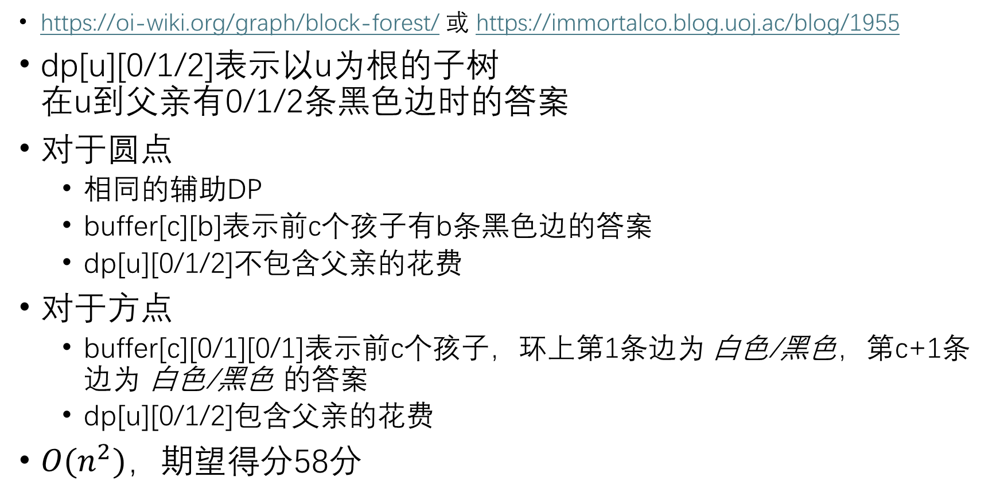 • https://oi-wiki.org/graph/block-forest/ 或 https://immortalco.blog.uoj.ac/blog/1955
• dp[u][0/1/2]表示以u为根的子树
在u到父亲有0/1/2条黑色边时的答案
• 对于圆点
• 相同的辅助DP
• buffer[c][b]表示前c个孩子有b条黑色边的答案
• dp[u][0/1/2]不包含父亲的花费
• 对于方点
• buffer[c][0/1][0/1]表示前c个孩子，环上第1条边为 白色/黑色，第c+1条
边为 白色/黑色 的答案
• dp[u][0/1/2]包含父亲的花费
• O(n²)，期望得分58分